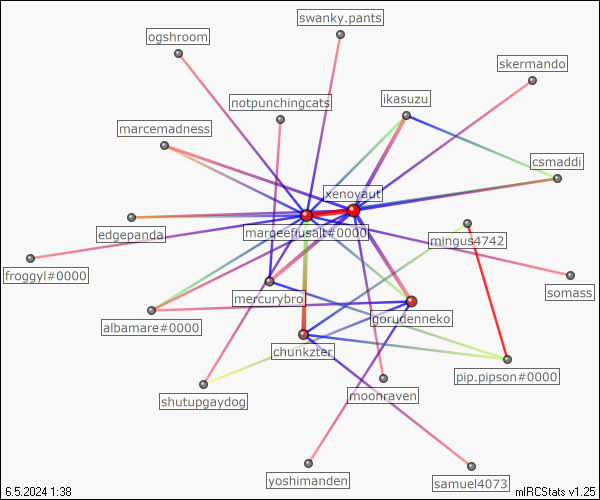 swanky.pants
ogshroom
skermando
notpunchingcats
ikasuzu
marcemadness
csmaddi
xenoyaut
edgepanda
margeeflusalt#0000
mingus4742
froggyl#0000
somass
mercurybro
albamare#0000
gorudenneko
chunkzter
pip.pipson#0000
shutupgaydog
moonraven
yoshimanden
samuel4073
6.5.2024 1:38
mIRCStats v1.25